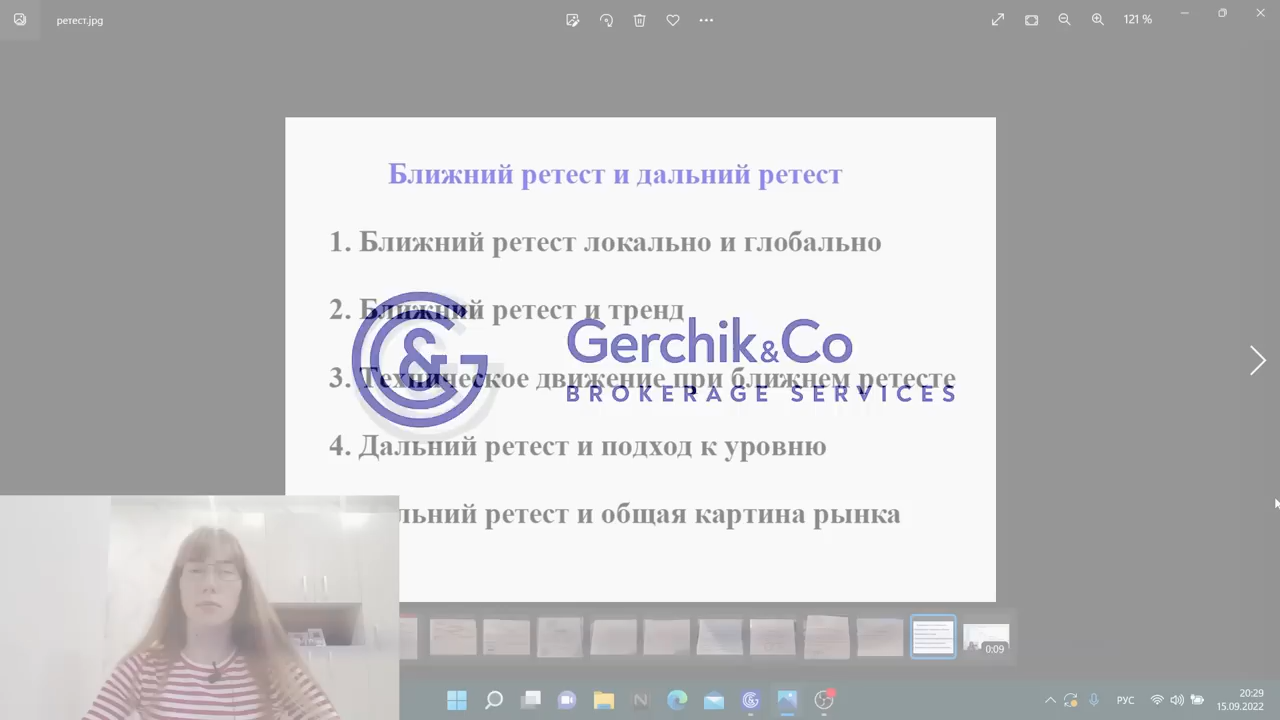 ретест.jpg
121 %
Ближний ретест и дальний ретест
1. Ближний ретест локально и глобально
2. Ближний ретест и тренд
Gerchik&Co
3. Техническое движение при ближнем ретесте
BROKERAGE SERVICES
4. Дальний ретест и подход к уровню
льний ретест и общая картина рынка
0:09
РУС
20:29
15.09.2022